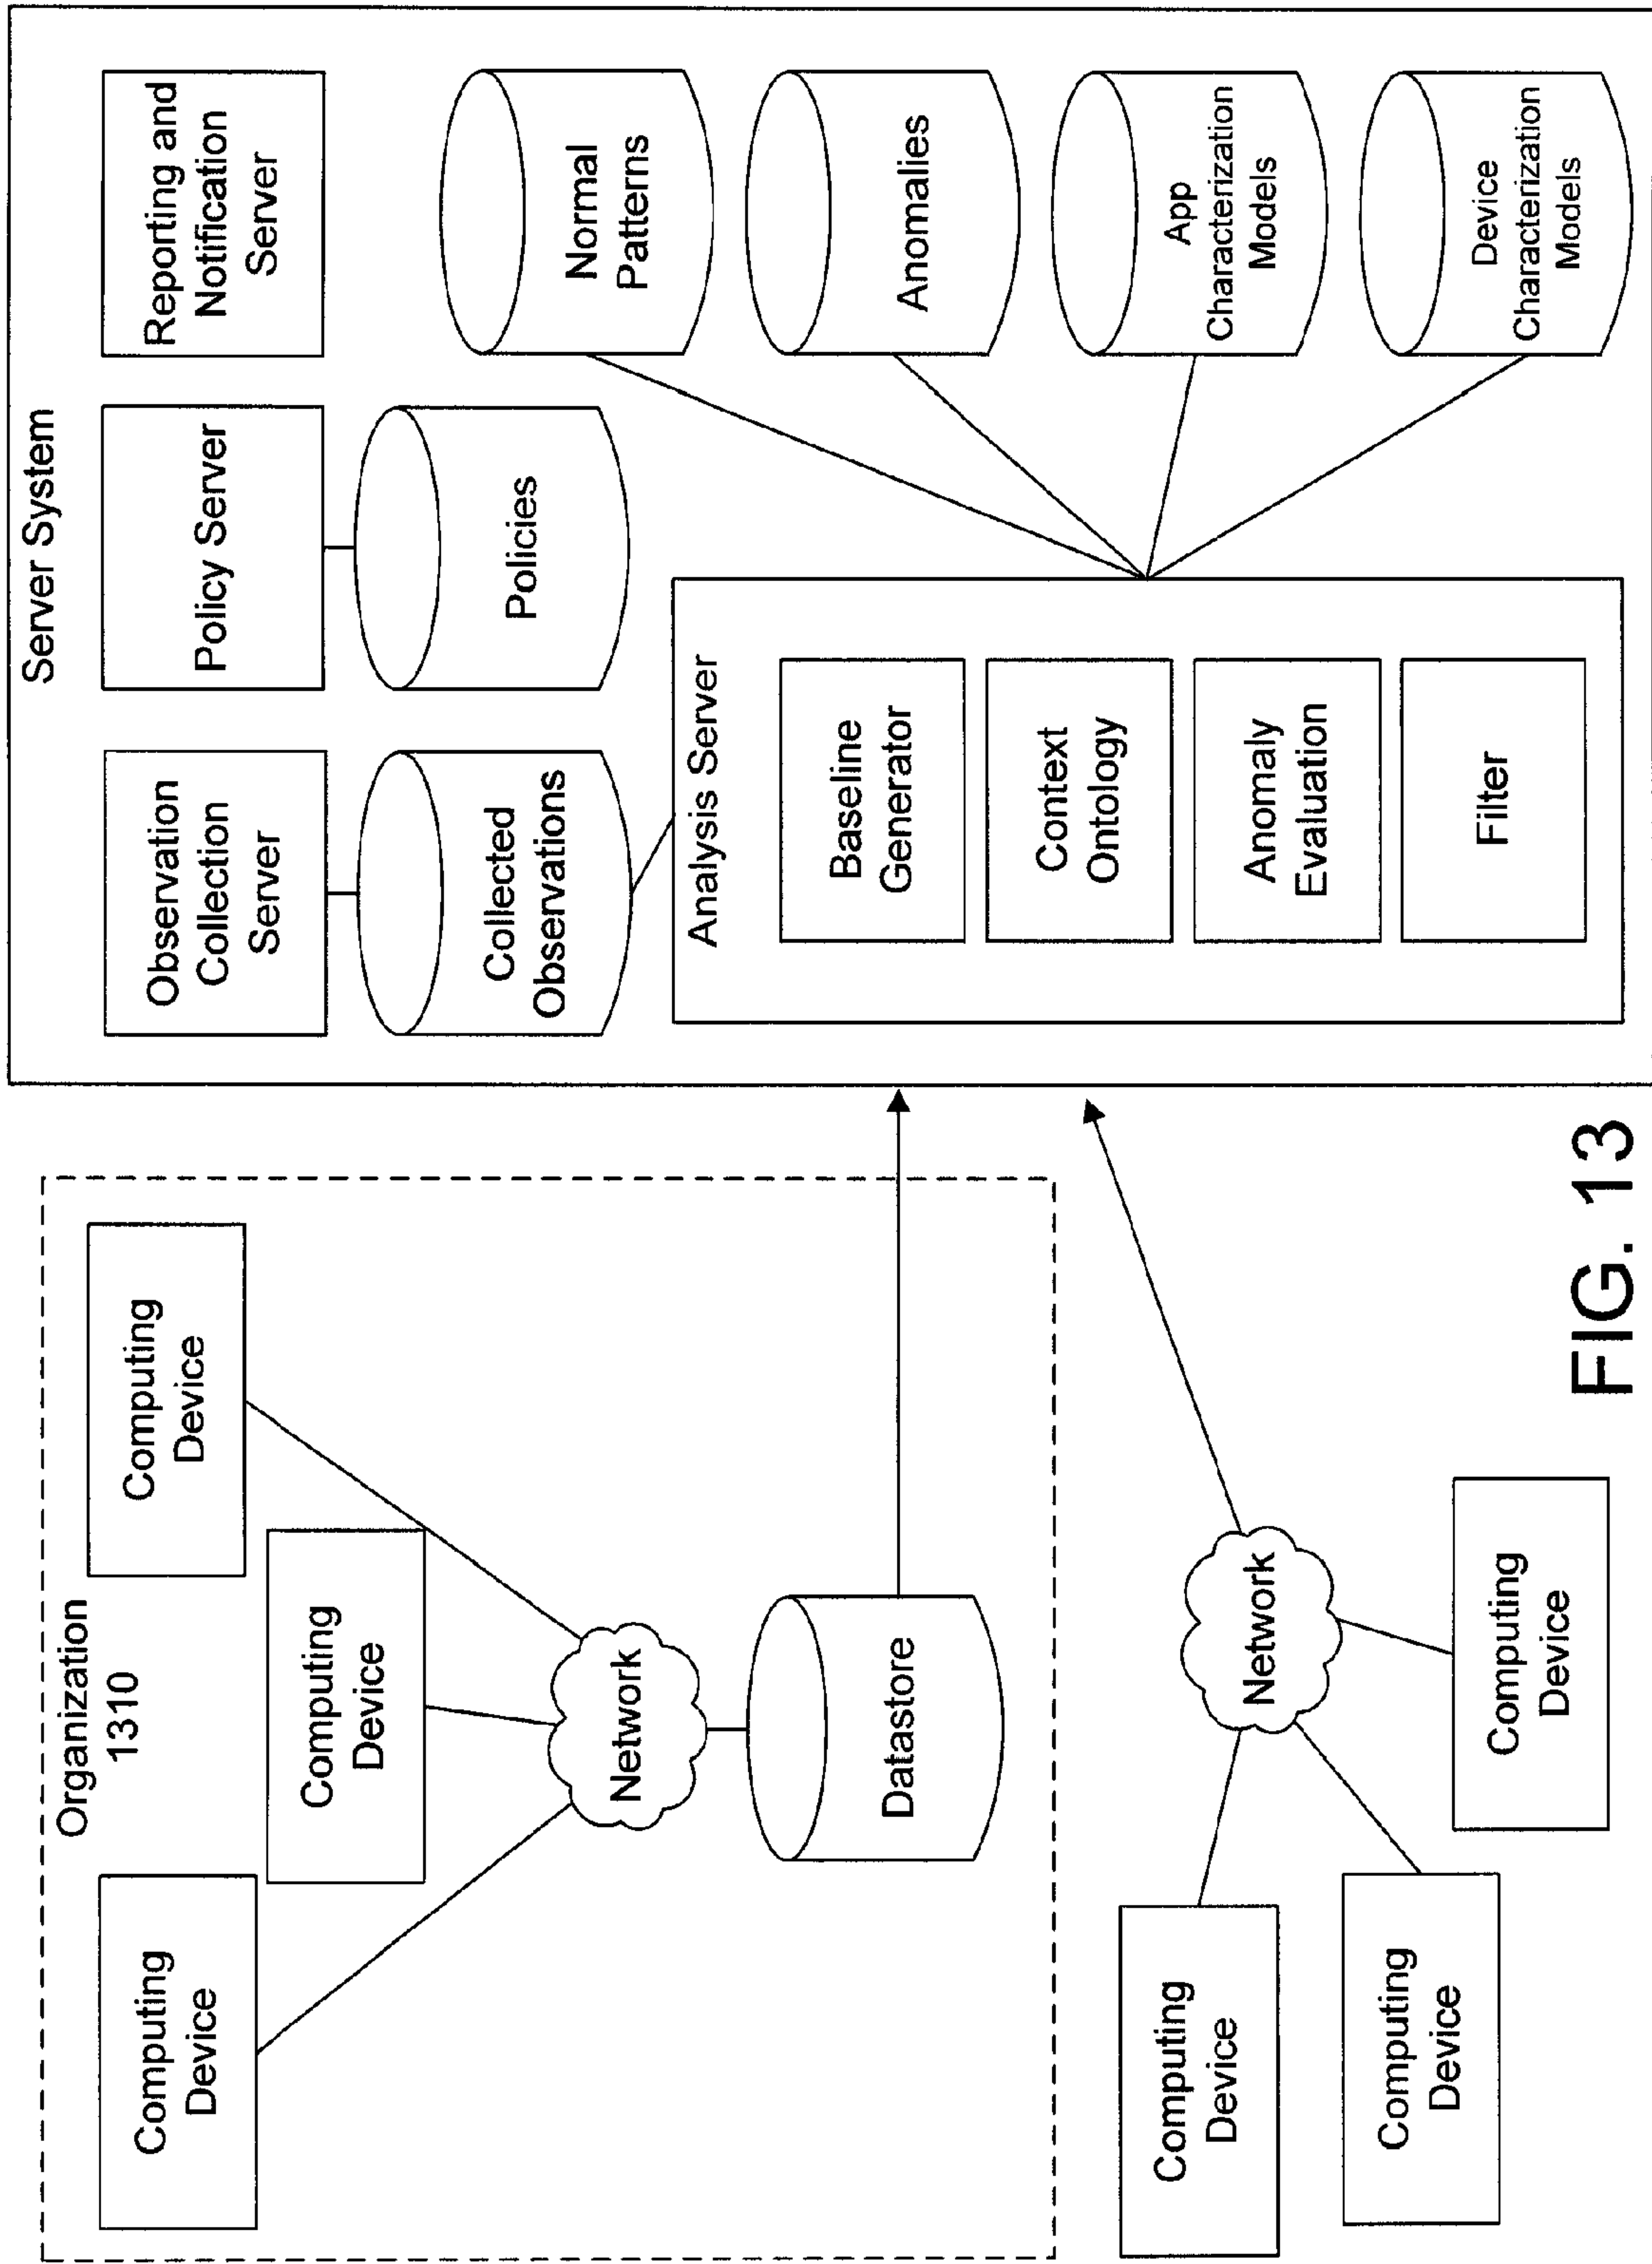 Organization
1310
Computing
Device
Computing
Device
Computing
Device
Network
Datastore
Computing
Device
Computing
Device
Computing
Device
Network
Server System
Observation
Collection
Server
Policy Server
Reporting and
Notification
Server
Collected
Observations
Policies
Analysis Server
Baseline
Generator
Context
Ontology
Anomaly
Evaluation
Filter
Normal
Patterns
Anomalies
App
Characterization
Models
Device
Characterization
Models
FIG. 13